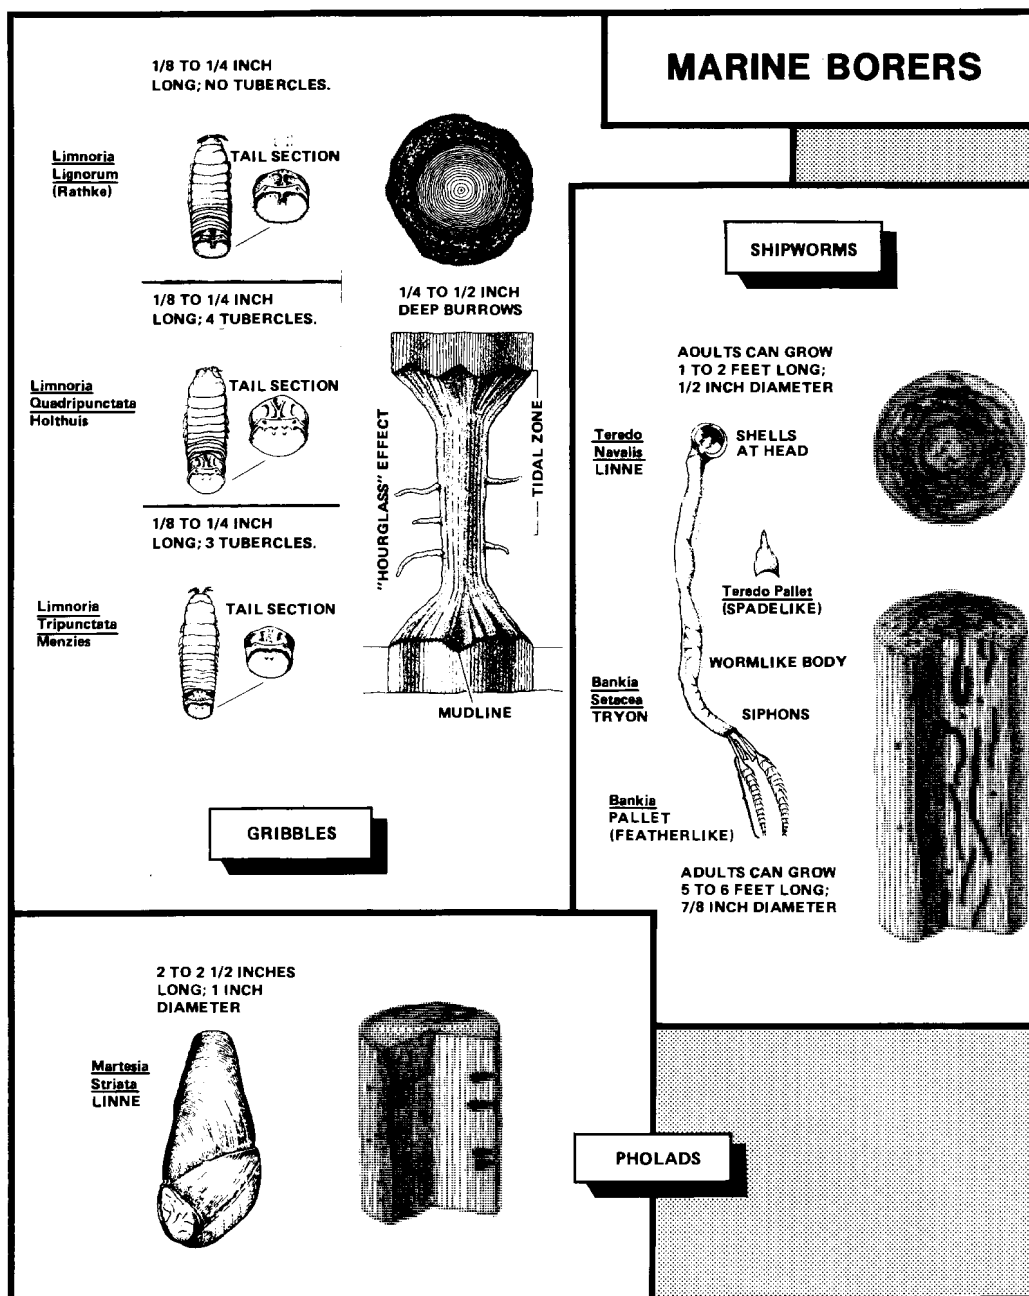 MARINE BORERS
1/8 TO 1/4 INCH
LONG; NO TUBERCLES.
Limnoria
Lignorum
(Rathke)
TAIL SECTION
1/8 TO 1/4 INCH
LONG; 4 TUBERCLES.
Limnoria
Quadripunctata
Holthuis
TAIL SECTION
1/8 TO 1/4 INCH
LONG; 3 TUBERCLES.
Limnoria
Tripunctata
Menzies
TAIL SECTION
1/4 TO 1/2 INCH
DEEP BURROWS
"HOURGLASS" EFFECT
TIDAL ZONE
MUDLINE
GRIBBLES
SHIPWORMS
AOULTS CAN GROW
1 TO 2 FEET LONG;
1/2 INCH DIAMETER
Teredo
Navalis
LINNE
SHELLS
AT HEAD
Teredo Pallet
(SPADELIKE)
WORMLIKE BODY
Bankia
Setacea
TRYON
SIPHONS
Bankia
PALLET
(FEATHERLIKE)
ADULTS CAN GROW
5 TO 6 FEET LONG;
7/8 INCH DIAMETER
2 TO 2 1/2 INCHES
LONG; 1 INCH
DIAMETER
Martesia
Striata
LINNE
PHOLADS